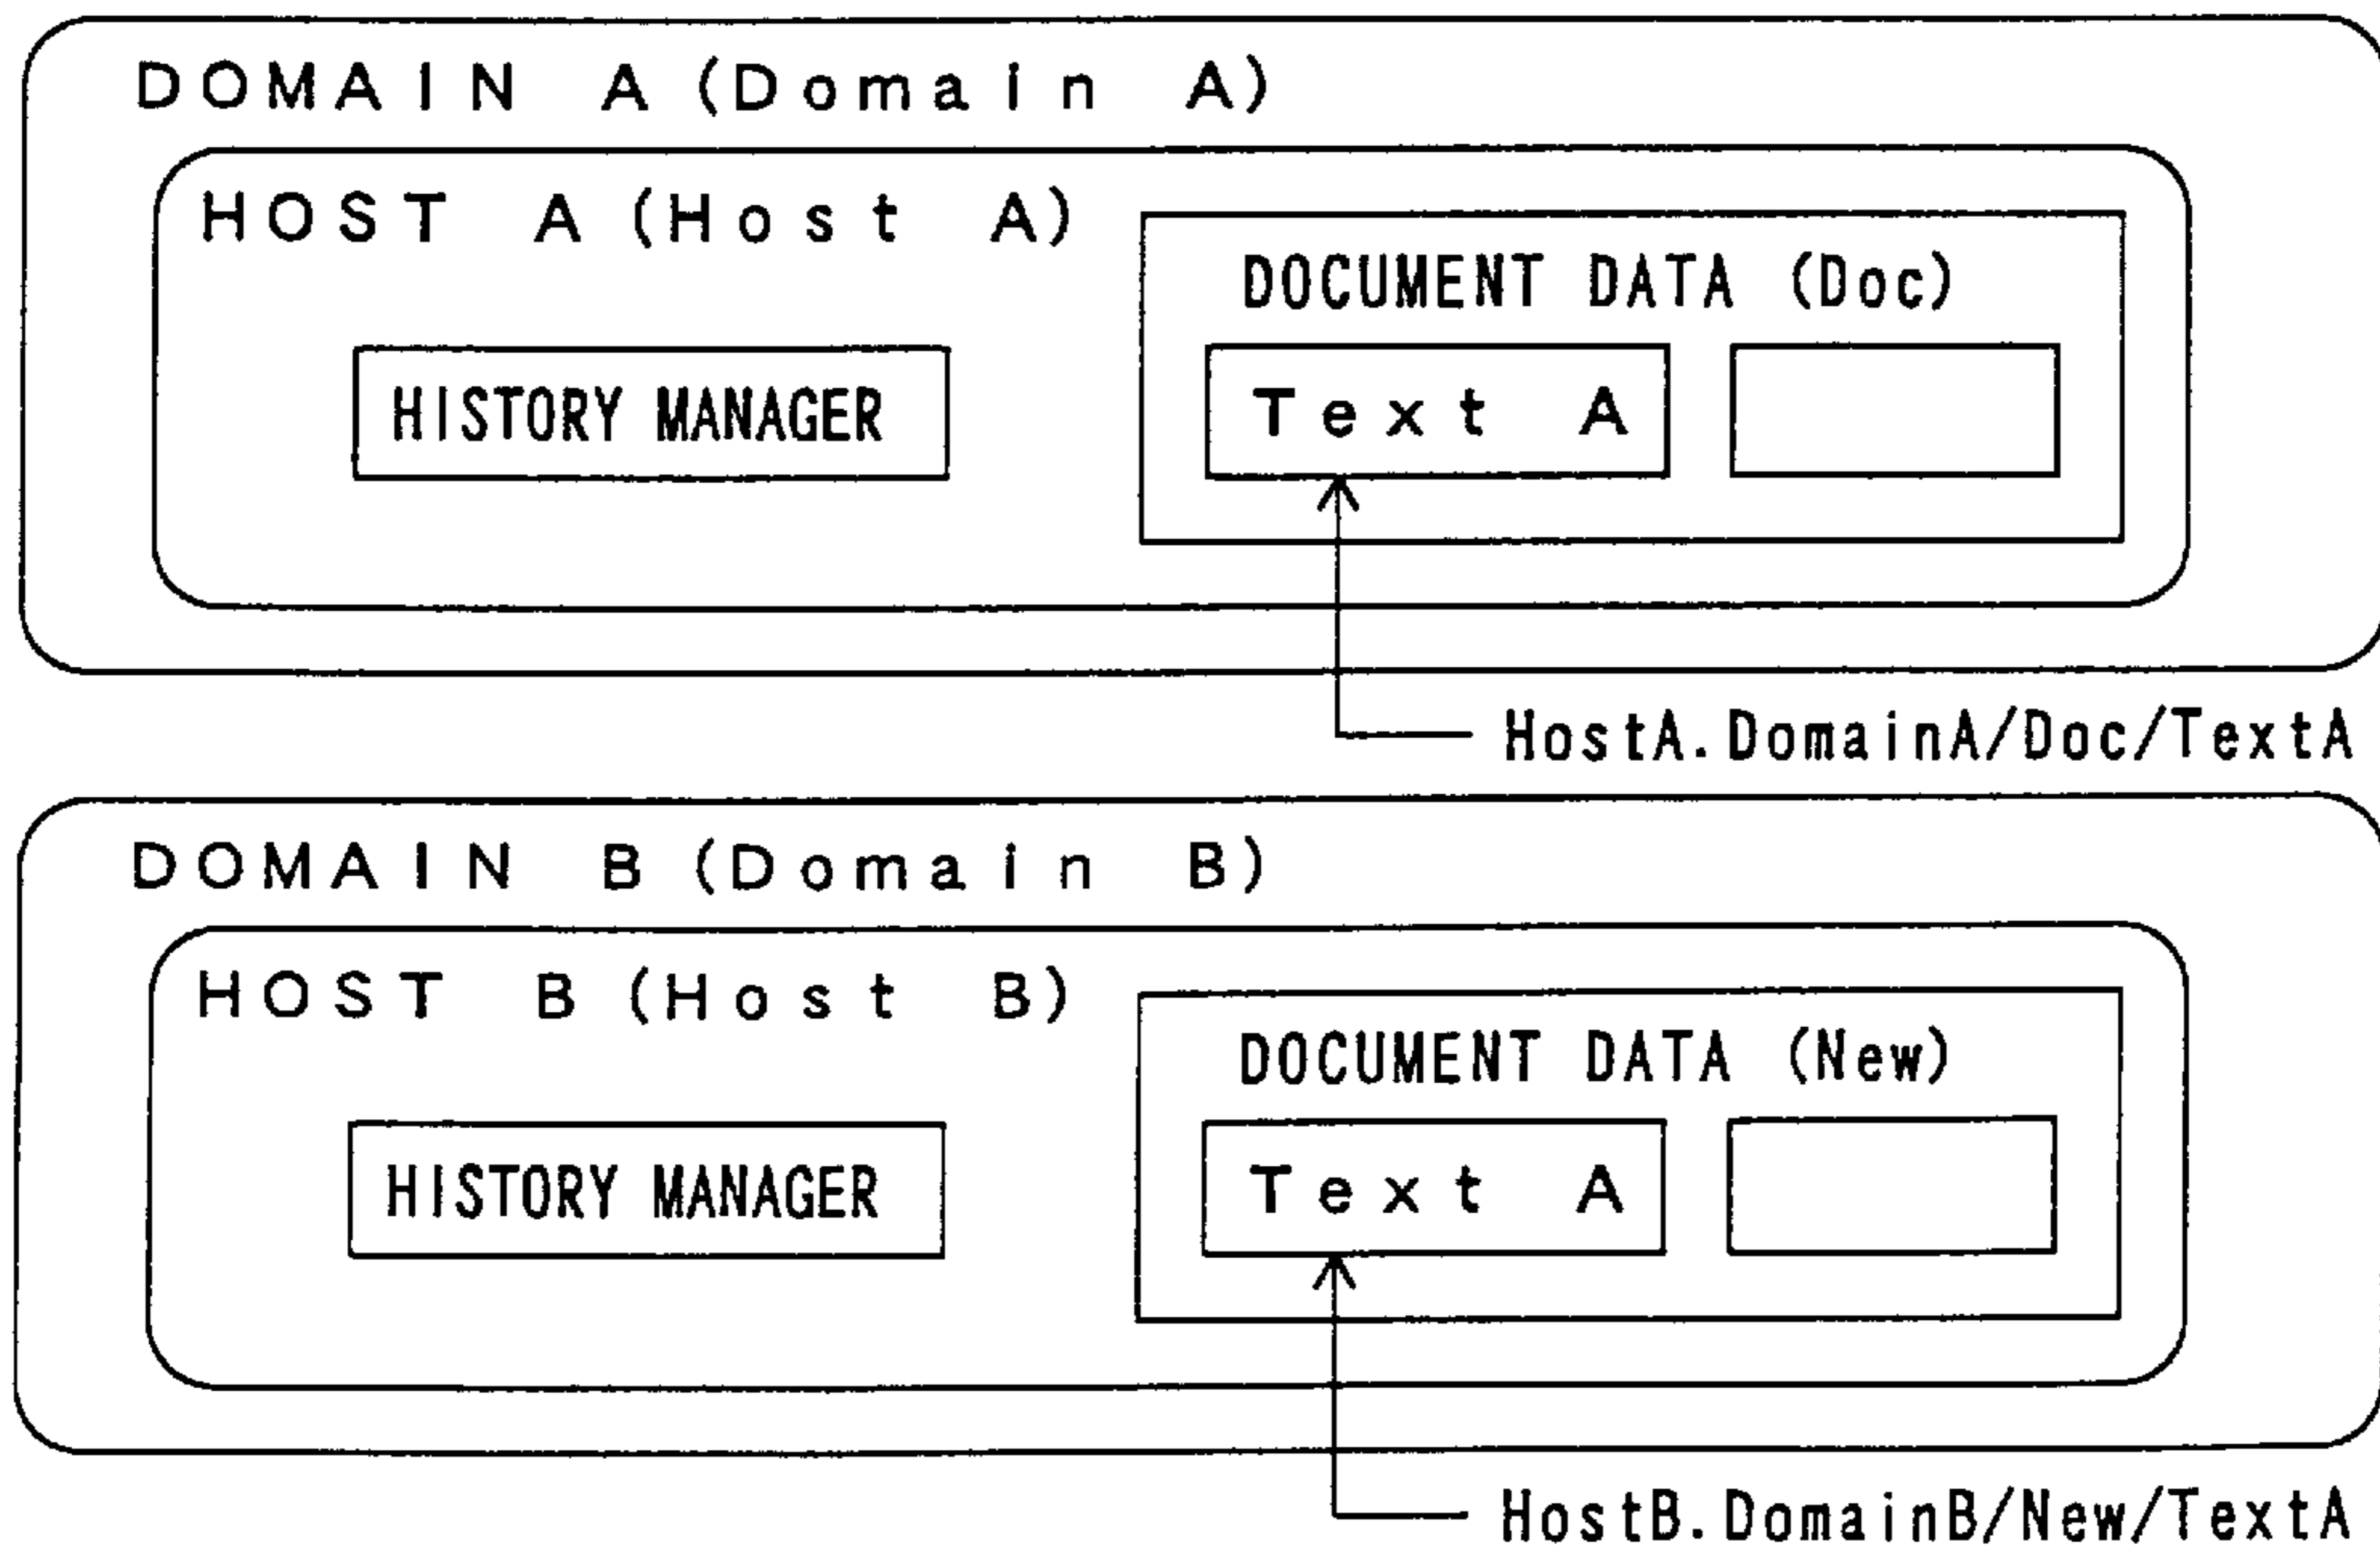 DOMAIN A (Domain A)
HOST A (Host A)
DOCUMENT DATA (Doc)
HISTORY MANAGER
Text A
HostA.DomainA/Doc/TextA
DOMAIN B (Domain B)
HOST B (Host B)
DOCUMENT DATA (New)
HISTORY MANAGER
Text A
HostB.DomainB/New/TextA